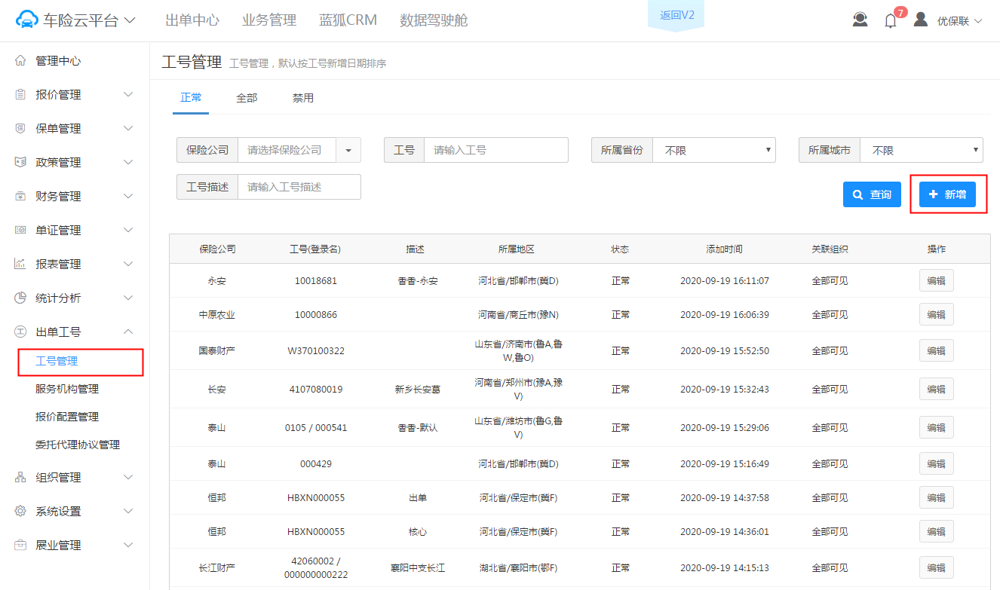 车险云平台 出单中心 业务管理 蓝狐CRM 数据驾驶舱 返回V2 7 优保联
管理中心
报价管理
保单管理
政策管理
财务管理
单证管理
报表管理
统计分析
出单工号
工号管理
服务机构管理
报价配置管理
委托代理协议管理
组织管理
系统设置
展业管理
工号管理 工号管理，默认按工号新增日期排序
正常 全部 禁用
保险公司 请选择保险公司 工号 请输入工号 所属省份 不限 所属城市 不限
工号描述 请输入工号描述 查询 新增
保险公司 工号(登录名) 描述 所属地区 状态 添加时间 关联组织 操作
永安 10018681 香香-永安 河北省/邯郸市(冀D) 正常 2020-09-19 16:11:07 全部可见 编辑
中原农业 10000866 河南省/商丘市(豫N) 正常 2020-09-19 16:06:39 全部可见 编辑
国泰财产 W370100322 山东省/济南市(鲁A,鲁
W,鲁O) 正常 2020-09-19 15:52:50 全部可见 编辑
长安 4107080019 新乡长安葛 河南省/郑州市(豫A,豫
V) 正常 2020-09-19 15:32:43 全部可见 编辑
泰山 0105 / 000541 香香-默认 山东省/潍坊市(鲁G,鲁
V) 正常 2020-09-19 15:29:06 全部可见 编辑
泰山 000429 河北省/邯郸市(冀D) 正常 2020-09-19 15:16:49 全部可见 编辑
恒邦 HBXN000055 出单 河北省/保定市(冀F) 正常 2020-09-19 14:37:58 全部可见 编辑
恒邦 HBXN000055 核心 河北省/保定市(冀F) 正常 2020-09-19 14:36:01 全部可见 编辑
长江财产 42060002 /
000000000222 襄阳中支长江 湖北省/襄阳市(鄂F) 正常 2020-09-19 14:15:13 全部可见 编辑